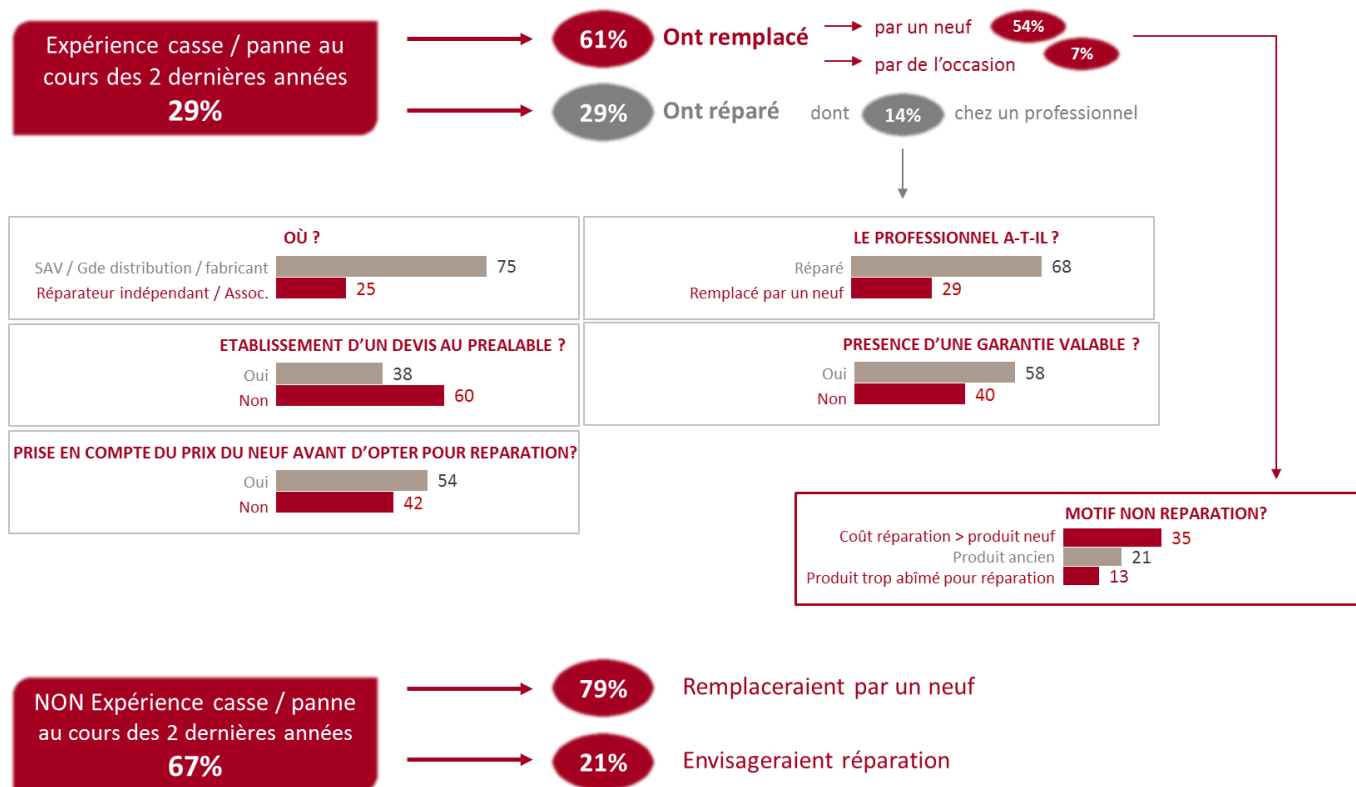 Expérience casse / panne au
cours des 2 dernières années
29%
61% Ont remplacé
par un neuf 54%
par de l'occasion 7%
29% Ont réparé dont 14% chez un professionnel
OÙ ?
SAV / Gde distribution / fabricant 75
Réparateur indépendant / Assoc. 25
LE PROFESSIONNEL A-T-IL ?
Réparé 68
Remplacé par un neuf 29
ETABLISSEMENT D'UN DEVIS AU PREALABLE ?
Oui 38
Non 60
PRESENCE D'UNE GARANTIE VALABLE ?
Oui 58
Non 40
PRISE EN COMPTE DU PRIX DU NEUF AVANT D'OPTER POUR REPARATION?
Oui 54
Non 42
MOTIF NON REPARATION?
Coût réparation > produit neuf 35
Produit ancien 21
Produit trop abîmé pour réparation 13
NON Expérience casse / panne
au cours des 2 dernières années
67%
79% Remplaceraient par un neuf
21% Envisageraient réparation